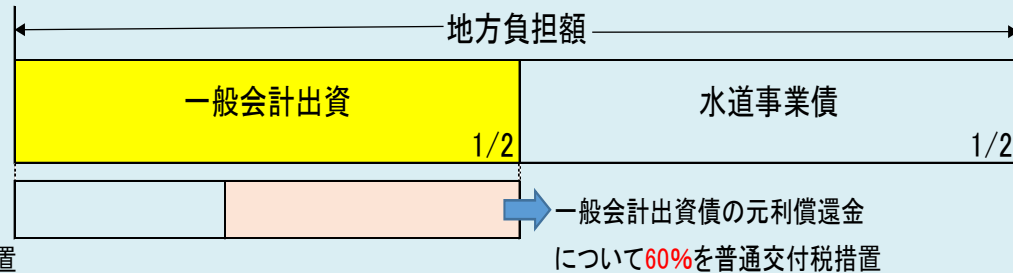 地方負担額
一般会計出資
1/2
水道事業債
1/2
一般会計出資債の元利償還金
について60%を普通交付税措置
置